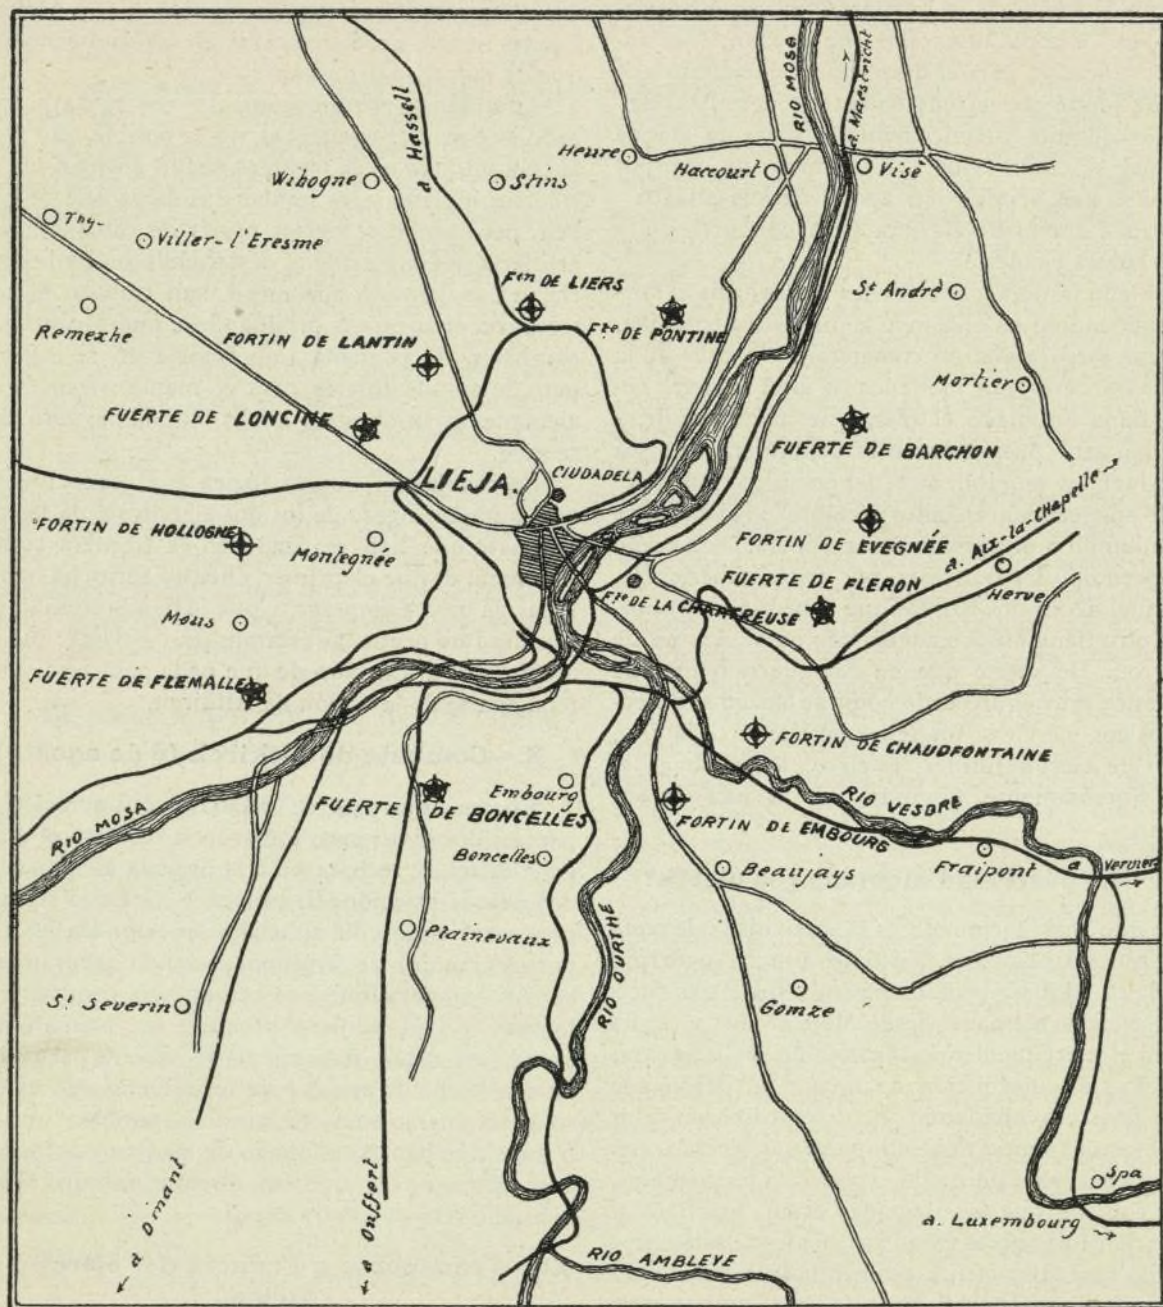 RIO MOSA
a Maestricht
a Hassell
Heure
Haccourt
Visé
Wihogne
Stins
Thy-
Viller-l'Eresme
St André
Fin DE LIERS
Remexhe
FORTIN DE LANTIN
Fte DE PONTINE
Mortier
FUERTE DE LONCINE
FUERTE DE BARCHON
LIEJA.
CIUDADELA
a. Aix-la-Chapelle
FORTIN DE HOLLOGNE
Montegnée
FORTIN DE EVEGNÉE
FUERTE DE FLERON
Herve
Fte DE LA CHARTREUSE
Mous
FUERTE DE FLEMALLE
FORTIN DE CHAUDFONTAINE
Embourg
RIO MOSA
FUERTE DE BONCELLES
RIO VESDRE
FORTIN DE EMBOURG
Boncelles
Beaujays
Fraipont
a Verviers
Plainevaux
RIO OURTHE
St Severin
Gomze
Spa
a Dinant
a Ouffert
a. Luxembourg
RIO AMBLEVE